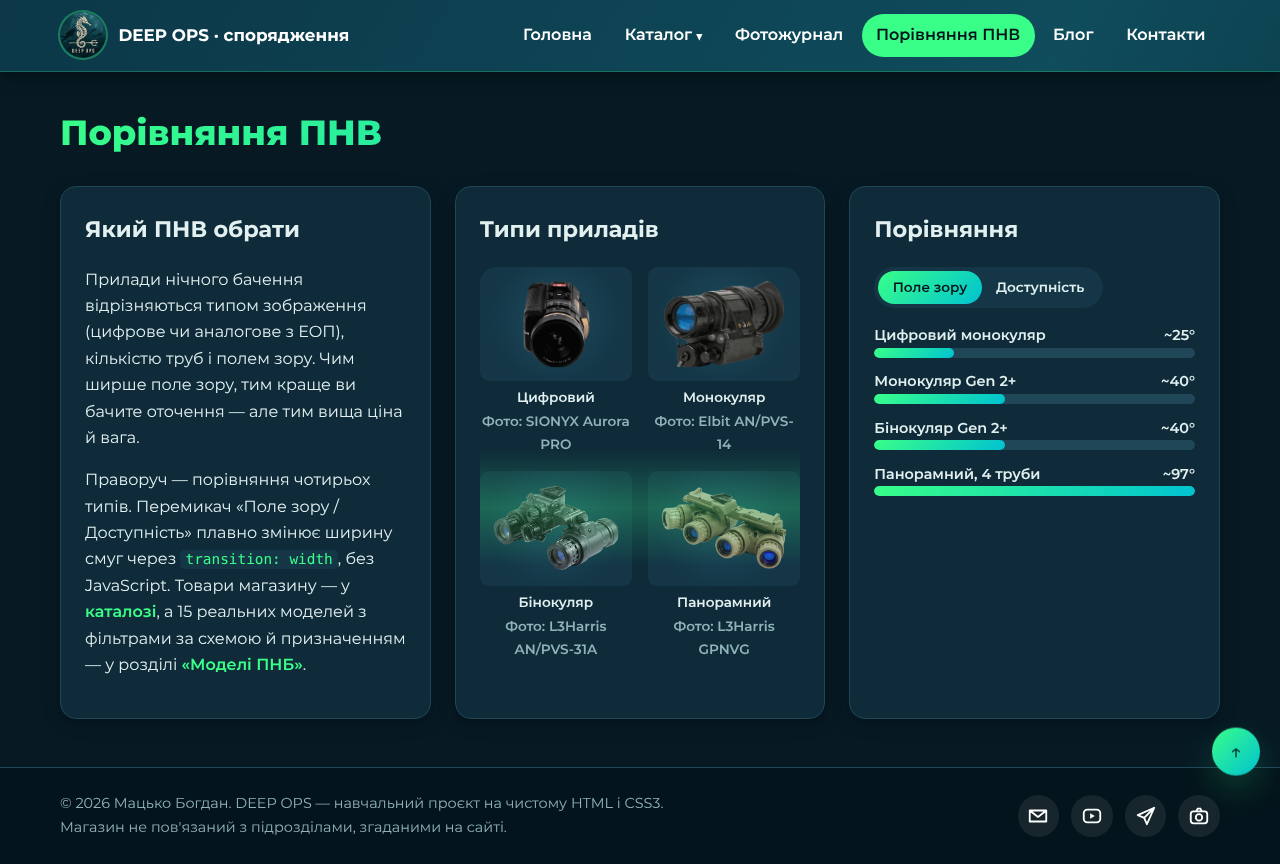 DEEP OPS
DEEP OPS · спорядження
Головна
Каталог ▾
Фотожурнал
Порівняння ПНВ
Блог
Контакти
Порівняння ПНВ
Який ПНВ обрати
Прилади нічного бачення
відрізняються типом зображення
(цифрове чи аналогове з ЕОП),
кількістю труб і полем зору. Чим
ширше поле зору, тим краще ви
бачите оточення — але тим вища ціна
й вага.
Праворуч — порівняння чотирьох
типів. Перемикач «Поле зору /
Доступність» плавно змінює ширину
смуг через transition: width, без
JavaScript. Товари магазину — у
каталозі, а 15 реальних моделей з
фільтрами за схемою й призначенням
— у розділі «Моделі ПНБ».
Типи приладів
Цифровий
Фото: SIONYX Aurora
PRO
Монокуляр
Фото: Elbit AN/PVS-
14
Бінокуляр
Фото: L3Harris
AN/PVS-31A
Панорамний
Фото: L3Harris
GPNVG
Порівняння
Поле зору
Доступність
Цифровий монокуляр ~25°
Монокуляр Gen 2+ ~40°
Бінокуляр Gen 2+ ~40°
Панорамний, 4 труби ~97°
↑
© 2026 Мацько Богдан. DEEP OPS — навчальний проєкт на чистому HTML і CSS3.
Магазин не пов'язаний з підрозділами, згаданими на сайті.